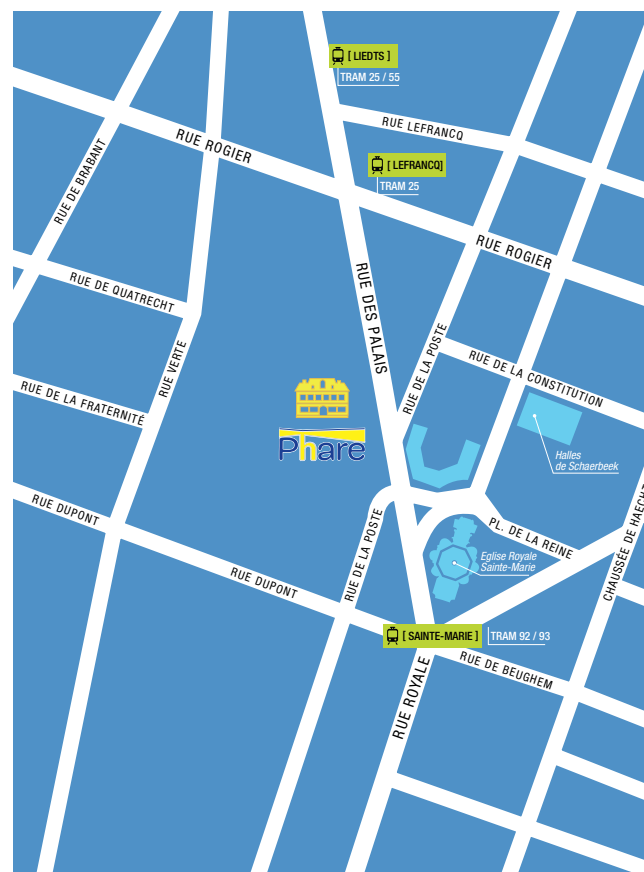 [ LIEDTS ]
TRAM 25 / 55
RUE LEFRANCQ
RUE ROGIER
[ LEFRANCQ]
TRAM 25
RUE DE BRABANT
RUE ROGIER
RUE DE QUATRECHT
RUE DES PALAIS
RUE VERTE
RUE DE LA POSTE
RUE DE LA CONSTITUTION
RUE DE LA FRATERNITÉ
Phare
Halles
de Schaerbeek
RUE DUPONT
RUE DE LA POSTE
PL. DE LA REINE
CHAUSSÉE DE HAECHT
Eglise Royale
Sainte-Marie
RUE DUPONT
[ SAINTE-MARIE ]
TRAM 92 / 93
RUE DE BEUGHEM
RUE ROYALE